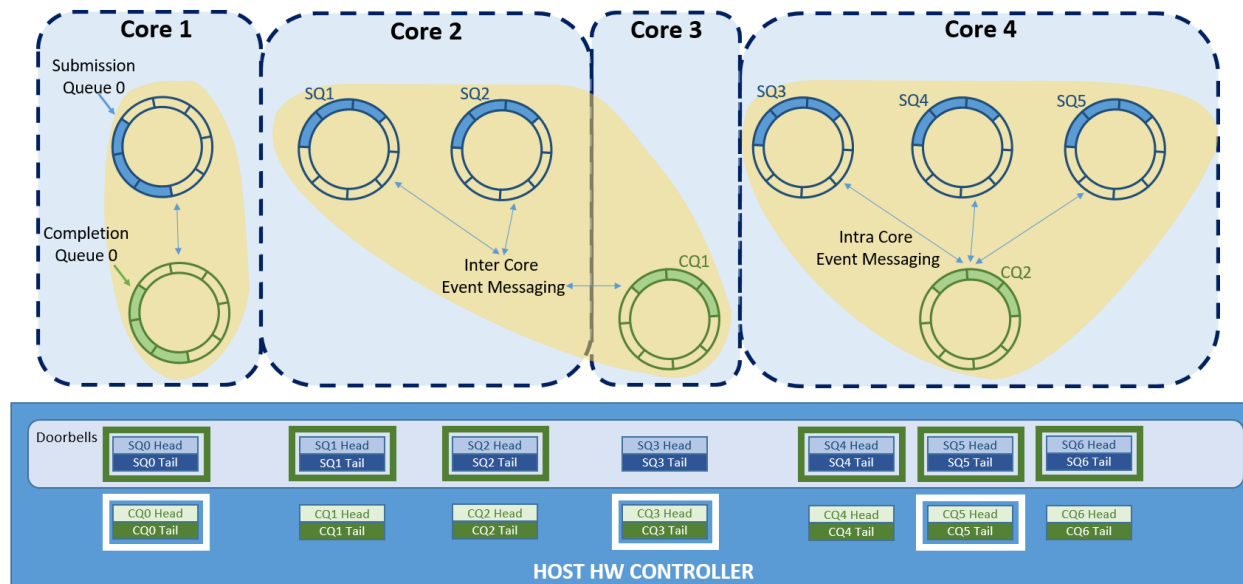 Core 1
Core 2
Core 3
Core 4
Submission
Queue 0
SQ1
SQ2
SQ3
SQ4
SQ5
Completion
Queue 0
Inter Core
Event Messaging
CQ1
Intra Core
Event Messaging
CQ2
Doorbells
SQ0 Head
SQ0 Tail
SQ1 Head
SQ1 Tail
SQ2 Head
SQ2 Tail
SQ3 Head
SQ3 Tail
SQ4 Head
SQ4 Tail
SQ5 Head
SQ5 Tail
SQ6 Head
SQ6 Tail
CQ0 Head
CQ0 Tail
CQ1 Head
CQ1 Tail
CQ2 Head
CQ2 Tail
CQ3 Head
CQ3 Tail
CQ4 Head
CQ4 Tail
CQ5 Head
CQ5 Tail
CQ6 Head
CQ6 Tail
HOST HW CONTROLLER